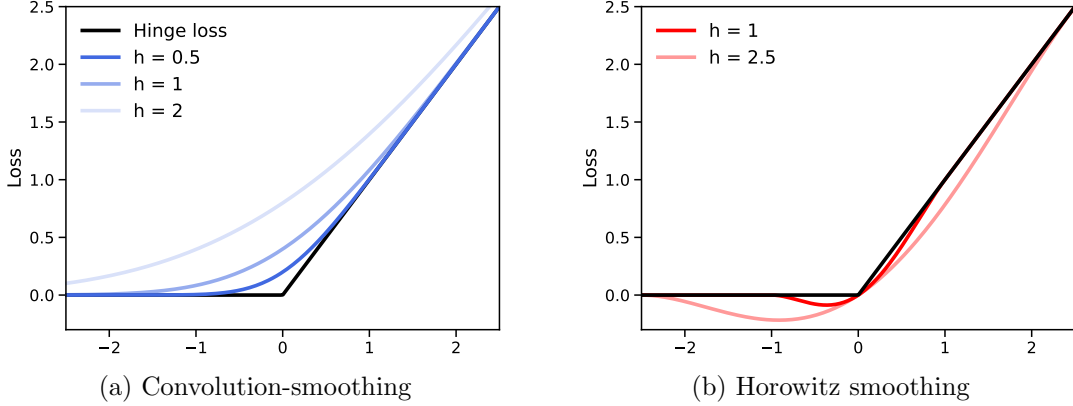 2.5
2.0
1.5
1.0
0.5
0.0
Loss
Hinge loss
h = 0.5
h = 1
h = 2
−2 −1 0 1 2
(a) Convolution-smoothing
2.5
2.0
1.5
1.0
0.5
0.0
Loss
h = 1
h = 2.5
−2 −1 0 1 2
(b) Horowitz smoothing